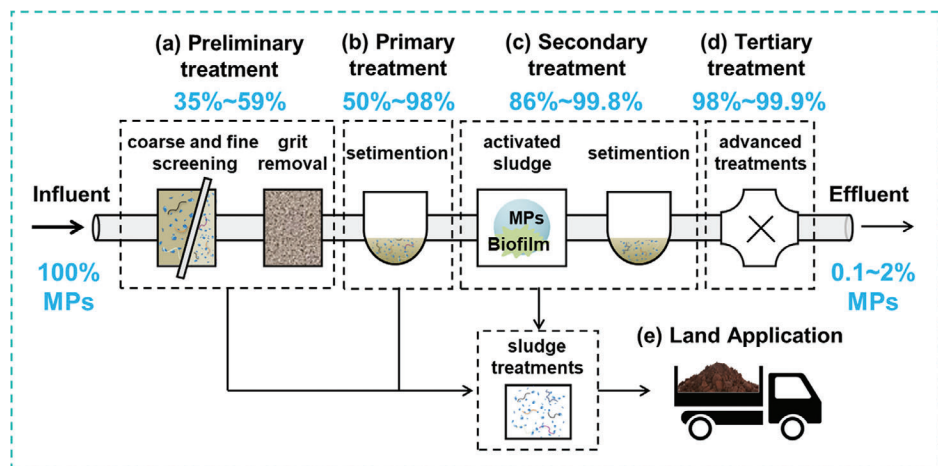 (a) Preliminary
treatment
35%~59%
(b) Primary
treatment
50%~98%
(c) Secondary
treatment
86%~99.8%
(d) Tertiary
treatment
98%~99.9%
coarse and fine
screening
grit
removal
setimention
activated
sludge
setimention
advanced
treatments
Influent
MPs
Biofilm
Effluent
100%
MPs
0.1~2%
MPs
sludge
treatments
(e) Land Application